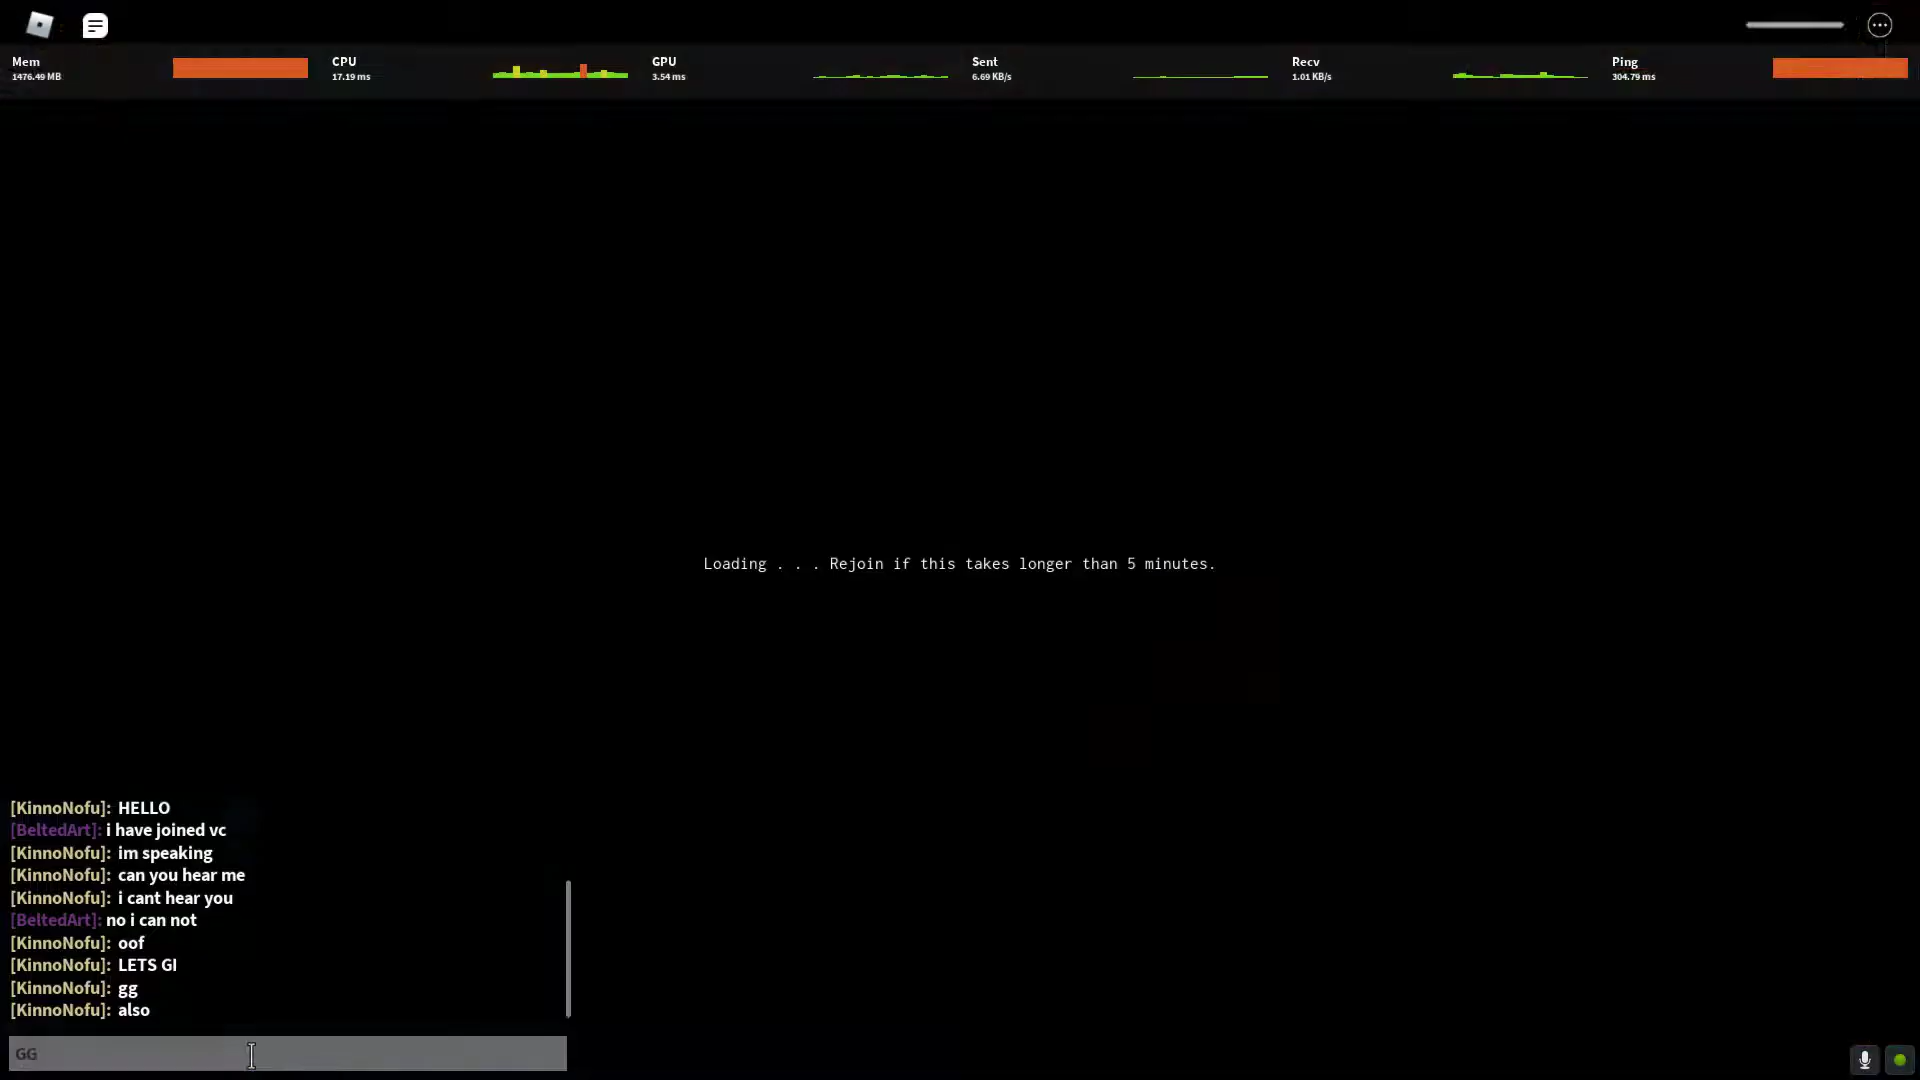 Mem
1476.49 MB
CPU
17.19 ms
GPU
3.54 ms
Sent
6.69 KB/s
Recv
1.01 KB/s
Ping
304.79 ms
Loading . . . Rejoin if this takes longer than 5 minutes.
[KinnoNofu]: HELLO
[BeltedArt]: i have joined vc
[KinnoNofu]: im speaking
[KinnoNofu]: can you hear me
[KinnoNofu]: i cant hear you
[BeltedArt]: no i can not
[KinnoNofu]: oof
[KinnoNofu]: LETS GI
[KinnoNofu]: gg
[KinnoNofu]: also
GG